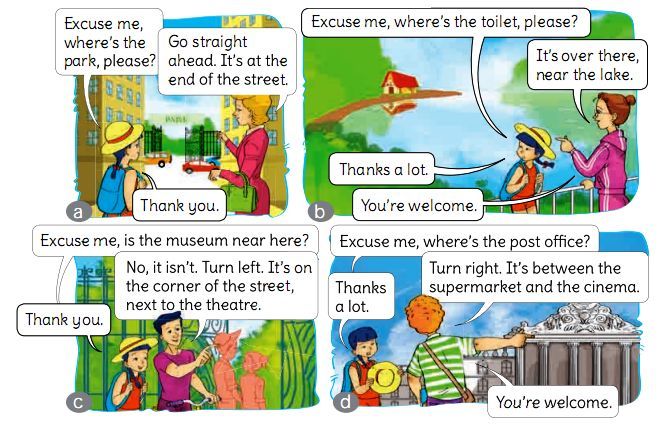 Excuse me,
where's the
park, please?
Go straight
ahead. It's at the
end of the street.
Thank you.
a
Excuse me, where's the toilet, please?
It's over there,
near the lake.
Thanks a lot.
You're welcome.
b
Excuse me, is the museum near here?
No, it isn't. Turn left. It's on
the corner of the street,
next to the theatre.
Thank you.
c
Excuse me, where's the post office?
Turn right. It's between the
supermarket and the cinema.
Thanks
a lot.
You're welcome.
d